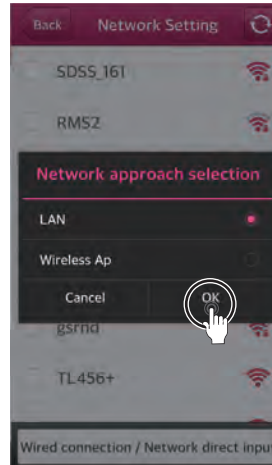 Back Network Setting
SDSS_161
RMS2
Network approach selection
LAN
Wireless Ap
Cancel OK
gsrnd
TL456+
Wired connection / Network direct input